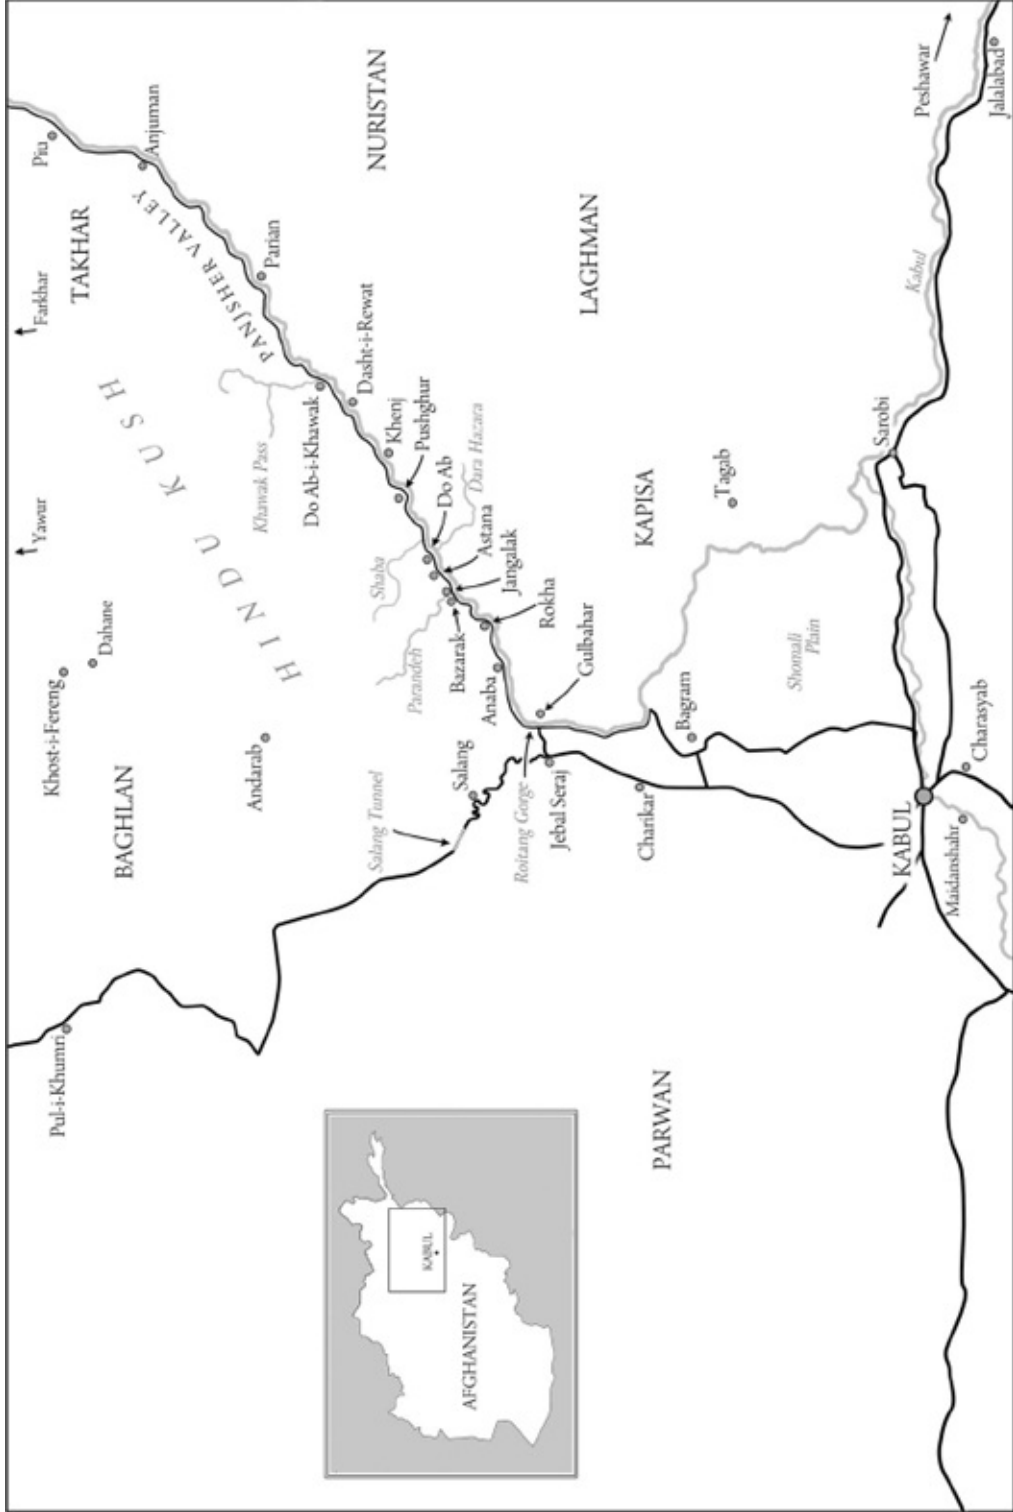 Pul-i-Khumri
BAGHLAN
Khost-i-Fereng
Dahane
Yawur
Farkhar
TAKHAR
Piu
Anjuman
PANJSHER VALLEY
HINDU KUSH
Andarab
Khawak Pass
Parian
Do Ab-i-Khawak
Dasht-i-Rewat
NURISTAN
Salang Tunnel
Salang
Parandeh
Shaba
Khenj
Pushghur
Do Ab
Dara Hazara
Astana
Jangalak
Bazarak
Anaba
Rokha
Roitang Gorge
Jebal Seraj
Gulbahar
LAGHMAN
KAPISA
Charikar
Bagram
Tagab
PARWAN
Shomali
Plain
Sarobi
Kabul
Peshawar
Jalalabad
KABUL
Maidanshahr
Charasyab
AFGHANISTAN
KABUL